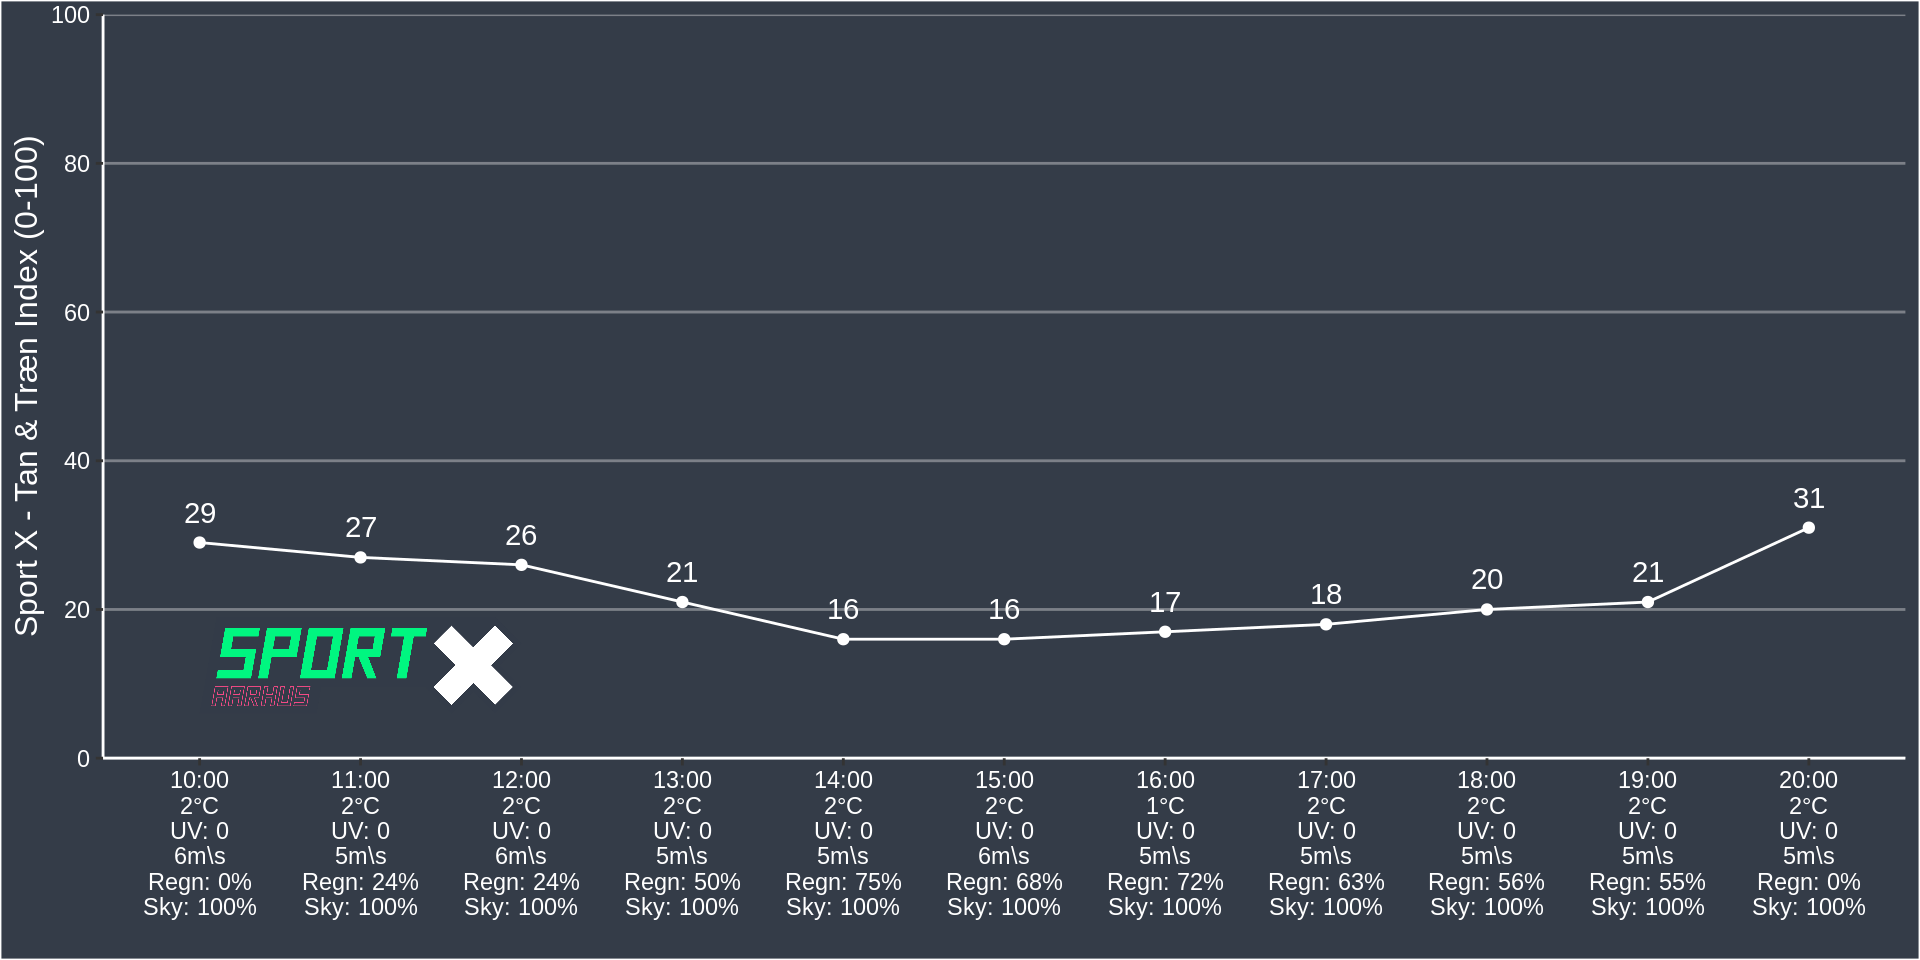 Sport X - Tan & Træn Index (0-100)
100
80
60
40
20
0
29
27
26
21
16
16
17
18
20
21
31
SPORT X
AARHUS
10:00 11:00 12:00 13:00 14:00 15:00 16:00 17:00 18:00 19:00 20:00
2°C 2°C 2°C 2°C 2°C 2°C 1°C 2°C 2°C 2°C 2°C
UV: 0 UV: 0 UV: 0 UV: 0 UV: 0 UV: 0 UV: 0 UV: 0 UV: 0 UV: 0 UV: 0
6m\s 5m\s 6m\s 5m\s 5m\s 6m\s 5m\s 5m\s 5m\s 5m\s 5m\s
Regn: 0% Regn: 24% Regn: 24% Regn: 50% Regn: 75% Regn: 68% Regn: 72% Regn: 63% Regn: 56% Regn: 55% Regn: 0%
Sky: 100% Sky: 100% Sky: 100% Sky: 100% Sky: 100% Sky: 100% Sky: 100% Sky: 100% Sky: 100% Sky: 100% Sky: 100%